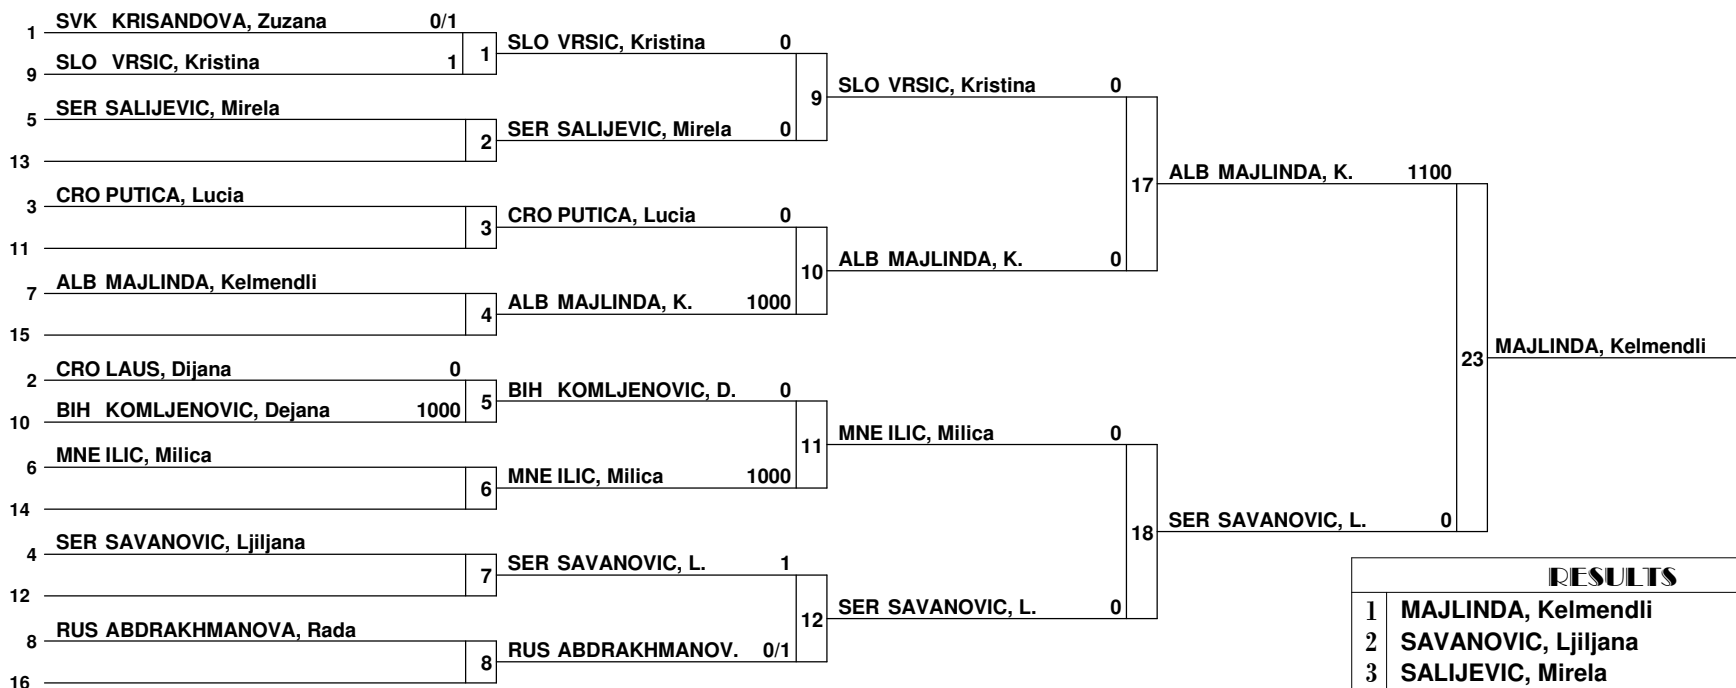 1 SVK KRISANDOVA, Zuzana 0/1
9 SLO VRSIC, Kristina 1
1
5 SER SALIJEVIC, Mirela
13
2
3 CRO PUTICA, Lucia
11
3
7 ALB MAJLINDA, Kelmendli
15
4
2 CRO LAUS, Dijana 0
10 BIH KOMLJENOVIC, Dejana 1000
5
6 MNE ILIC, Milica
14
6
4 SER SAVANOVIC, Ljiljana
12
7
8 RUS ABDRAKHMANOVA, Rada
16
8
SLO VRSIC, Kristina 0
SER SALIJEVIC, Mirela 0
9
CRO PUTICA, Lucia 0
ALB MAJLINDA, K. 1000
10
BIH KOMLJENOVIC, D. 0
MNE ILIC, Milica 1000
11
SER SAVANOVIC, L. 1
RUS ABDRAKHMANOV. 0/1
12
SLO VRSIC, Kristina 0
ALB MAJLINDA, K. 0
17
MNE ILIC, Milica 0
SER SAVANOVIC, L. 0
18
ALB MAJLINDA, K. 1100
SER SAVANOVIC, L. 0
23
MAJLINDA, Kelmendli
RESULTS
1 MAJLINDA, Kelmendli
2 SAVANOVIC, Ljiljana
3 SALIJEVIC, Mirela